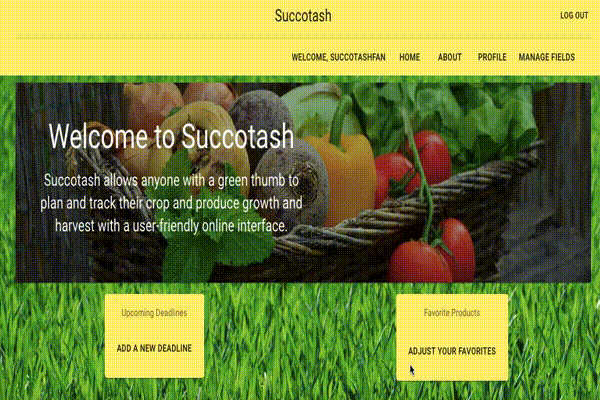 Succotash
LOG OUT
WELCOME, SUCCOTASHFAN HOME ABOUT PROFILE MANAGE FIELDS
Welcome to Succotash
Succotash allows anyone with a green thumb to
plan and track their crop and produce growth and
harvest with a user-friendly online interface.
Upcoming Deadlines
ADD A NEW DEADLINE
Favorite Products
ADJUST YOUR FAVORITES